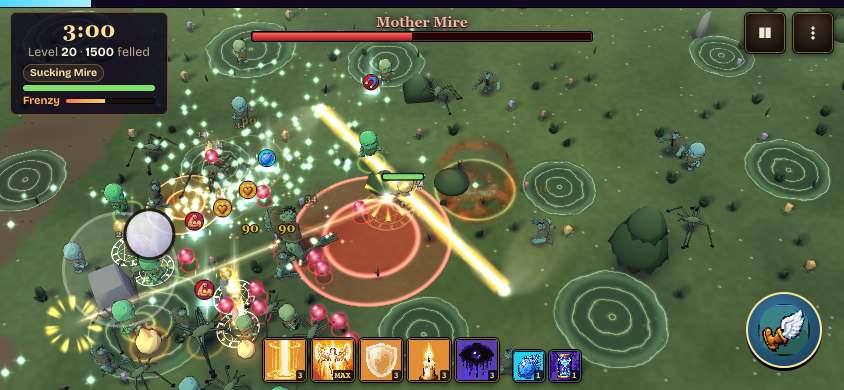 Mother Mire
3:00
Level 20 · 1500 felled
Sucking Mire
Frenzy
90
90
3
MAX
3
3
3
1
1